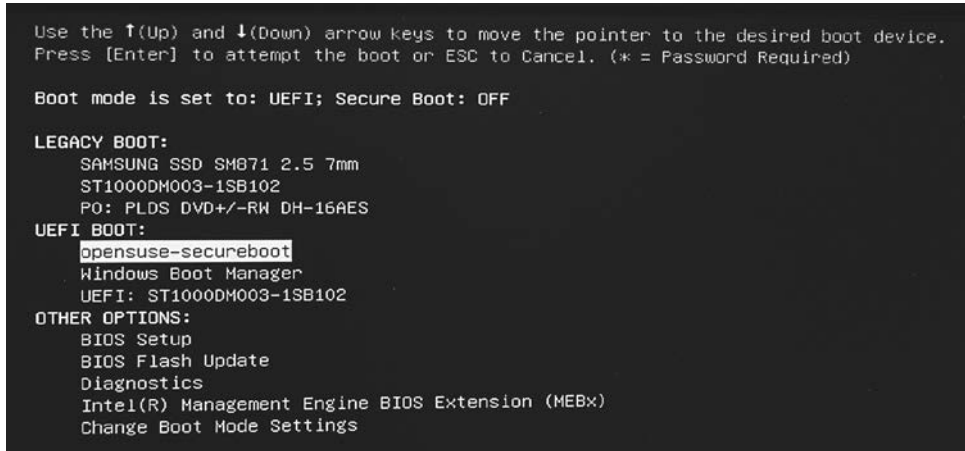 Use the ↑(Up) and ↓(Down) arrow keys to move the pointer to the desired boot device.
Press [Enter] to attempt the boot or ESC to Cancel. (* = Password Required)
Boot mode is set to: UEFI; Secure Boot: OFF
LEGACY BOOT:
SAMSUNG SSD SM871 2.5 7mm
ST1000DM003-1SB102
PO: PLDS DVD+/-RW DH-16AES
UEFI BOOT:
opensuse-secureboot
Windows Boot Manager
UEFI: ST1000DM003-1SB102
OTHER OPTIONS:
BIOS Setup
BIOS Flash Update
Diagnostics
Intel(R) Management Engine BIOS Extension (MEBx)
Change Boot Mode Settings